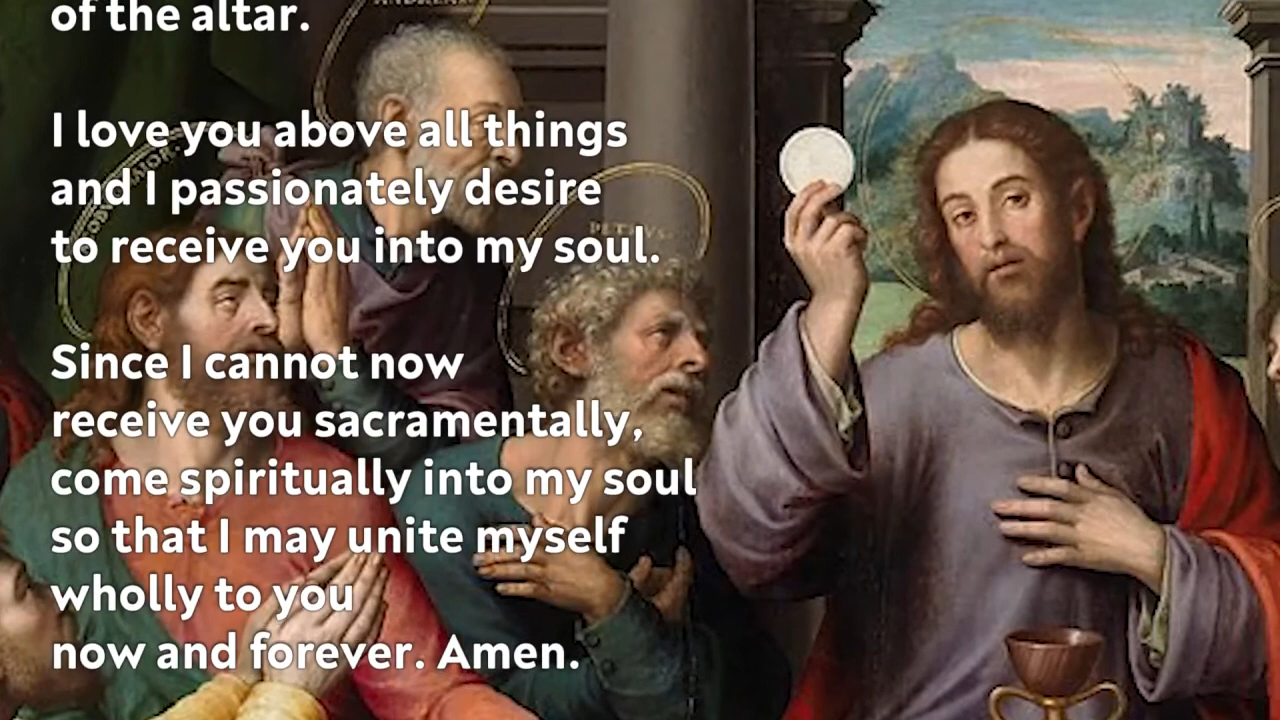 of the altar.
I love you above all things
and I passionately desire
to receive you into my soul.
Since I cannot now
receive you sacramentally,
come spiritually into my soul
so that I may unite myself
wholly to you
now and forever. Amen.
PETRVS